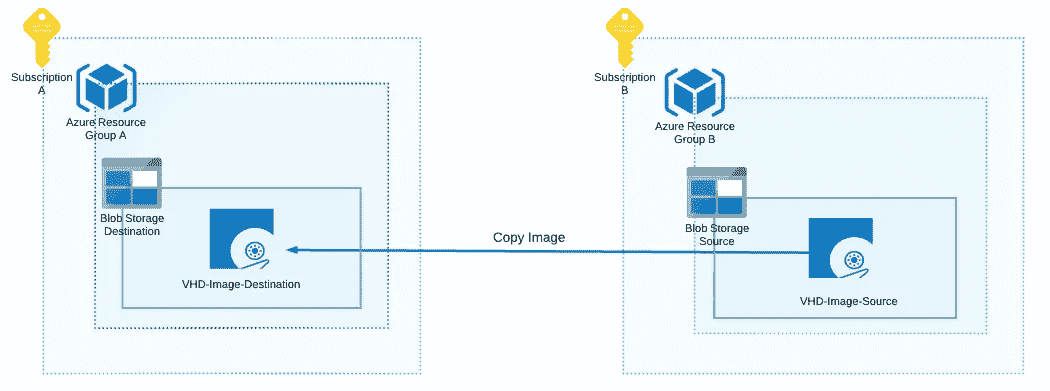 Subscription
A
Azure Resource
Group A
Blob Storage
Destination
VHD-Image-Destination
Copy Image
Subscription
B
Azure Resource
Group B
Blob Storage
Source
VHD-Image-Source